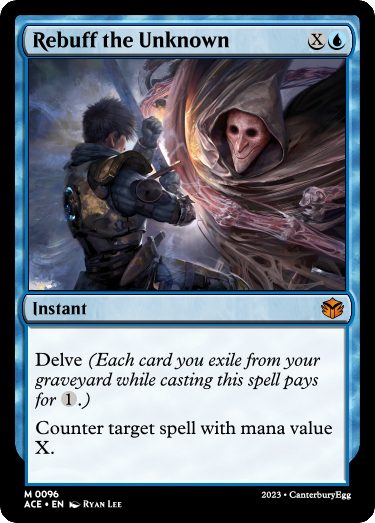 Rebuff the Unknown X
Instant
Delve (Each card you exile from your
graveyard while casting this spell pays
for 1.)
Counter target spell with mana value
X.
M 0096
ACE • EN RYAN LEE
2023 • CanterburyEgg